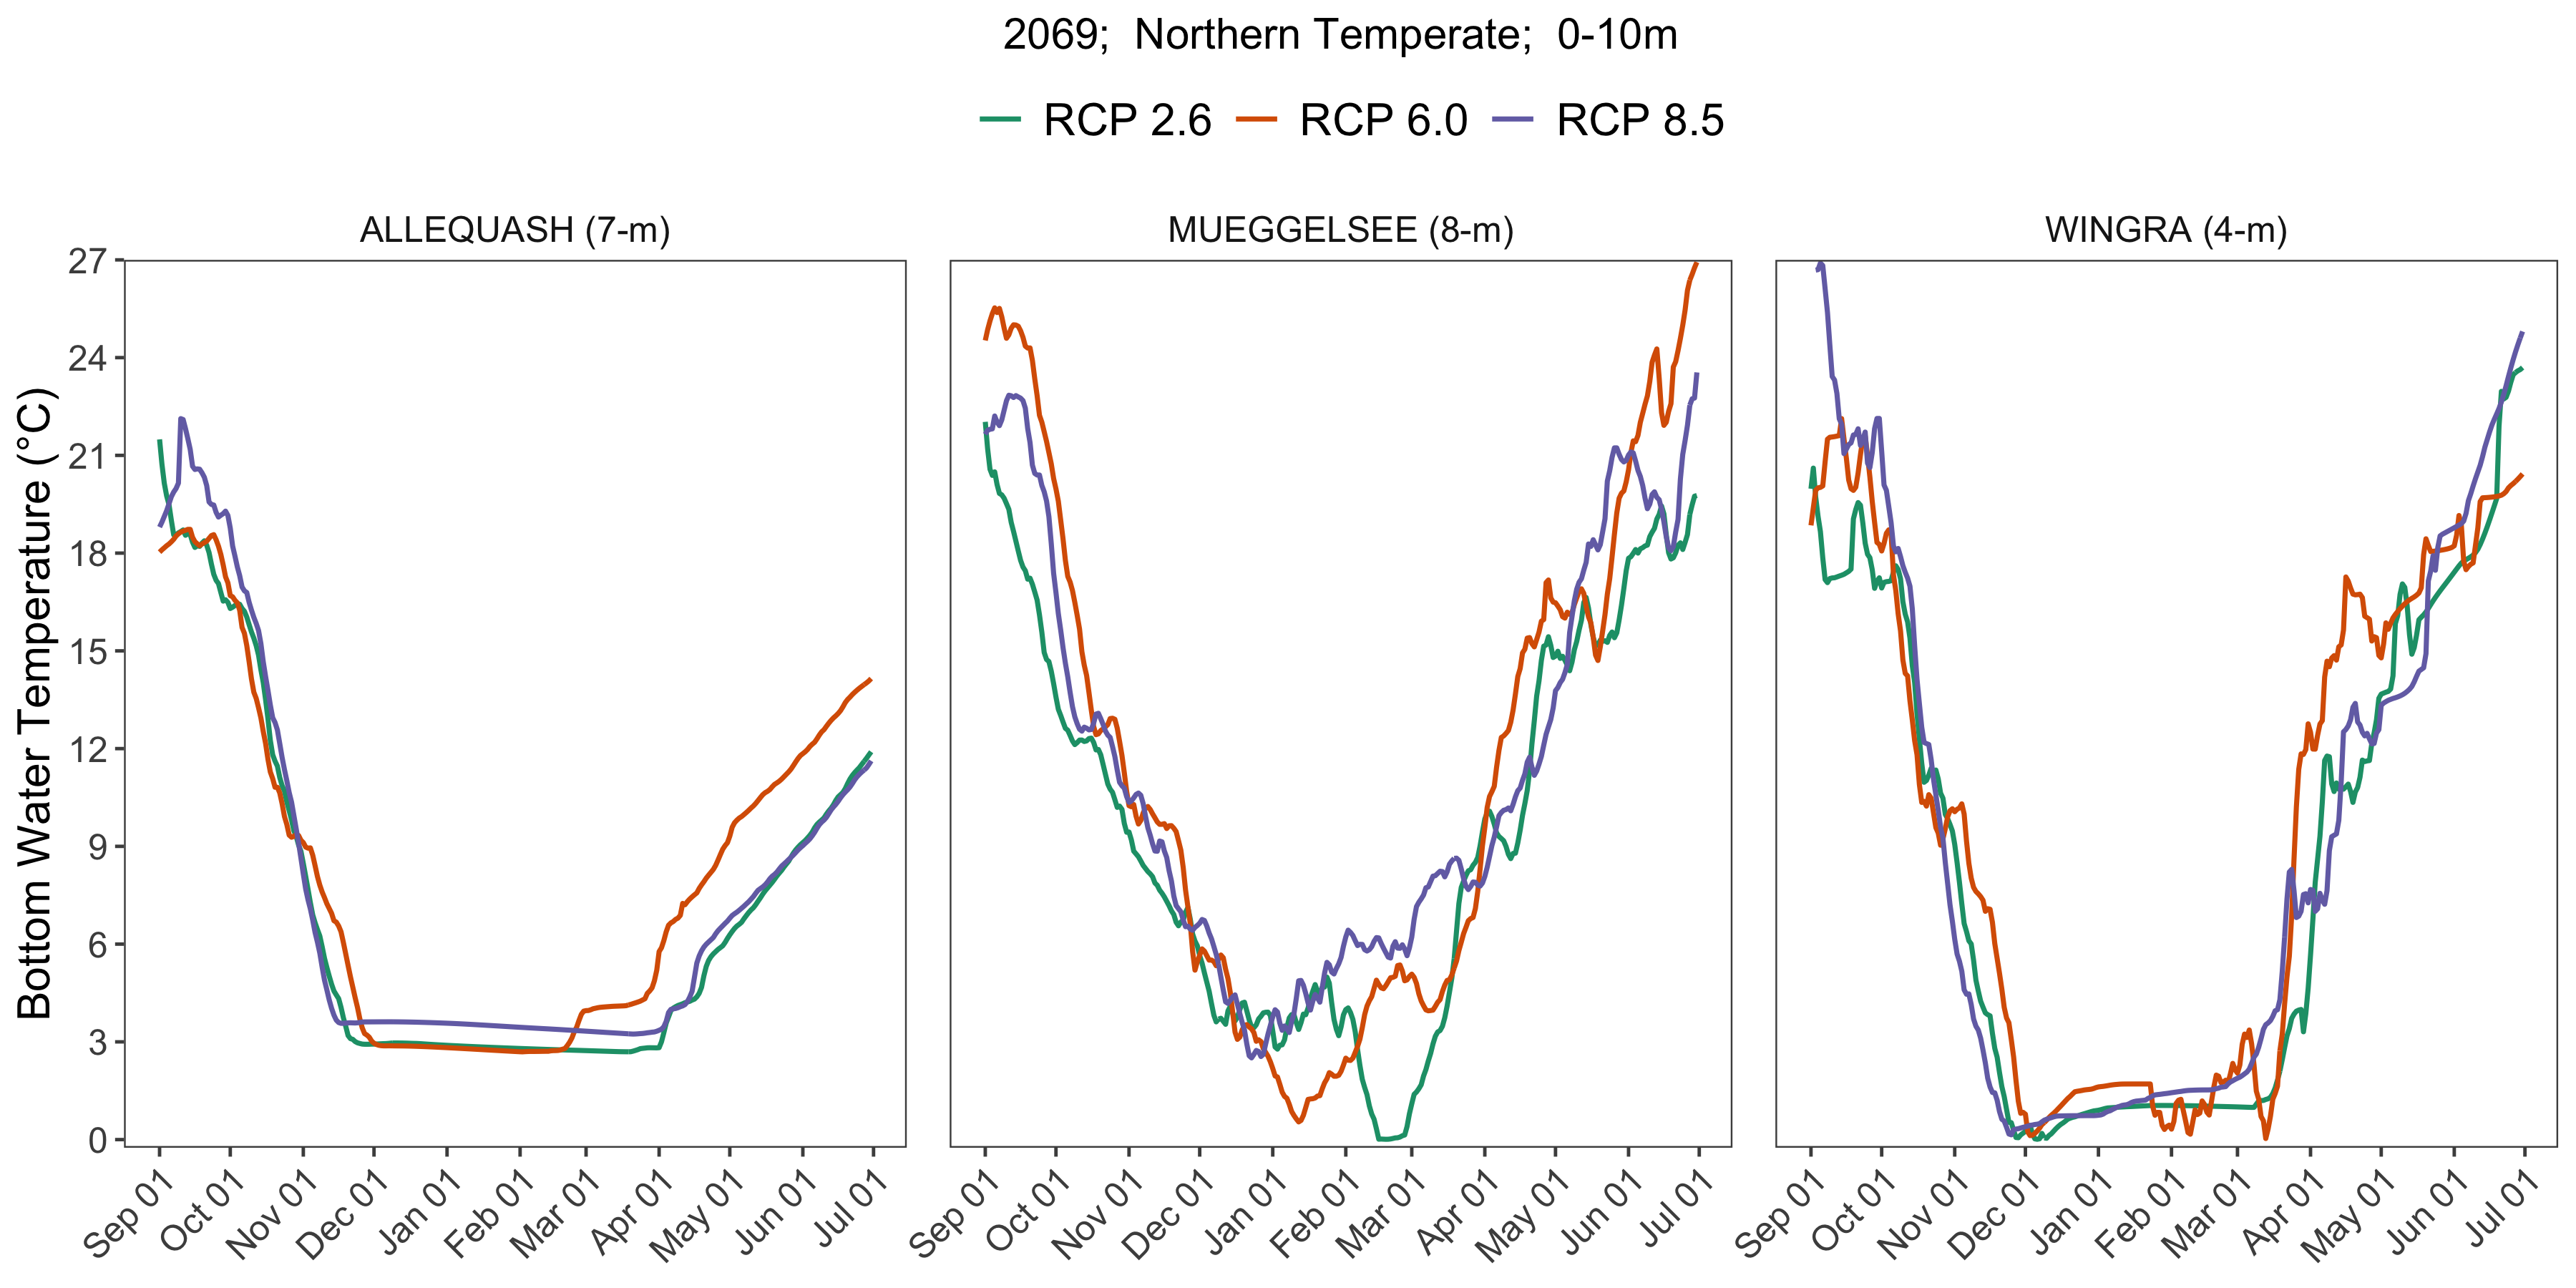 2069;  Northern Temperate;  0-10m
RCP 2.6 RCP 6.0 RCP 8.5
ALLEQUASH (7-m) MUEGGELSEE (8-m) WINGRA (4-m)
Bottom Water Temperature (°C)
27
24
21
18
15
12
9
6
3
0
Sep 01 Oct 01 Nov 01 Dec 01 Jan 01 Feb 01 Mar 01 Apr 01 May 01 Jun 01 Jul 01
Sep 01 Oct 01 Nov 01 Dec 01 Jan 01 Feb 01 Mar 01 Apr 01 May 01 Jun 01 Jul 01
Sep 01 Oct 01 Nov 01 Dec 01 Jan 01 Feb 01 Mar 01 Apr 01 May 01 Jun 01 Jul 01